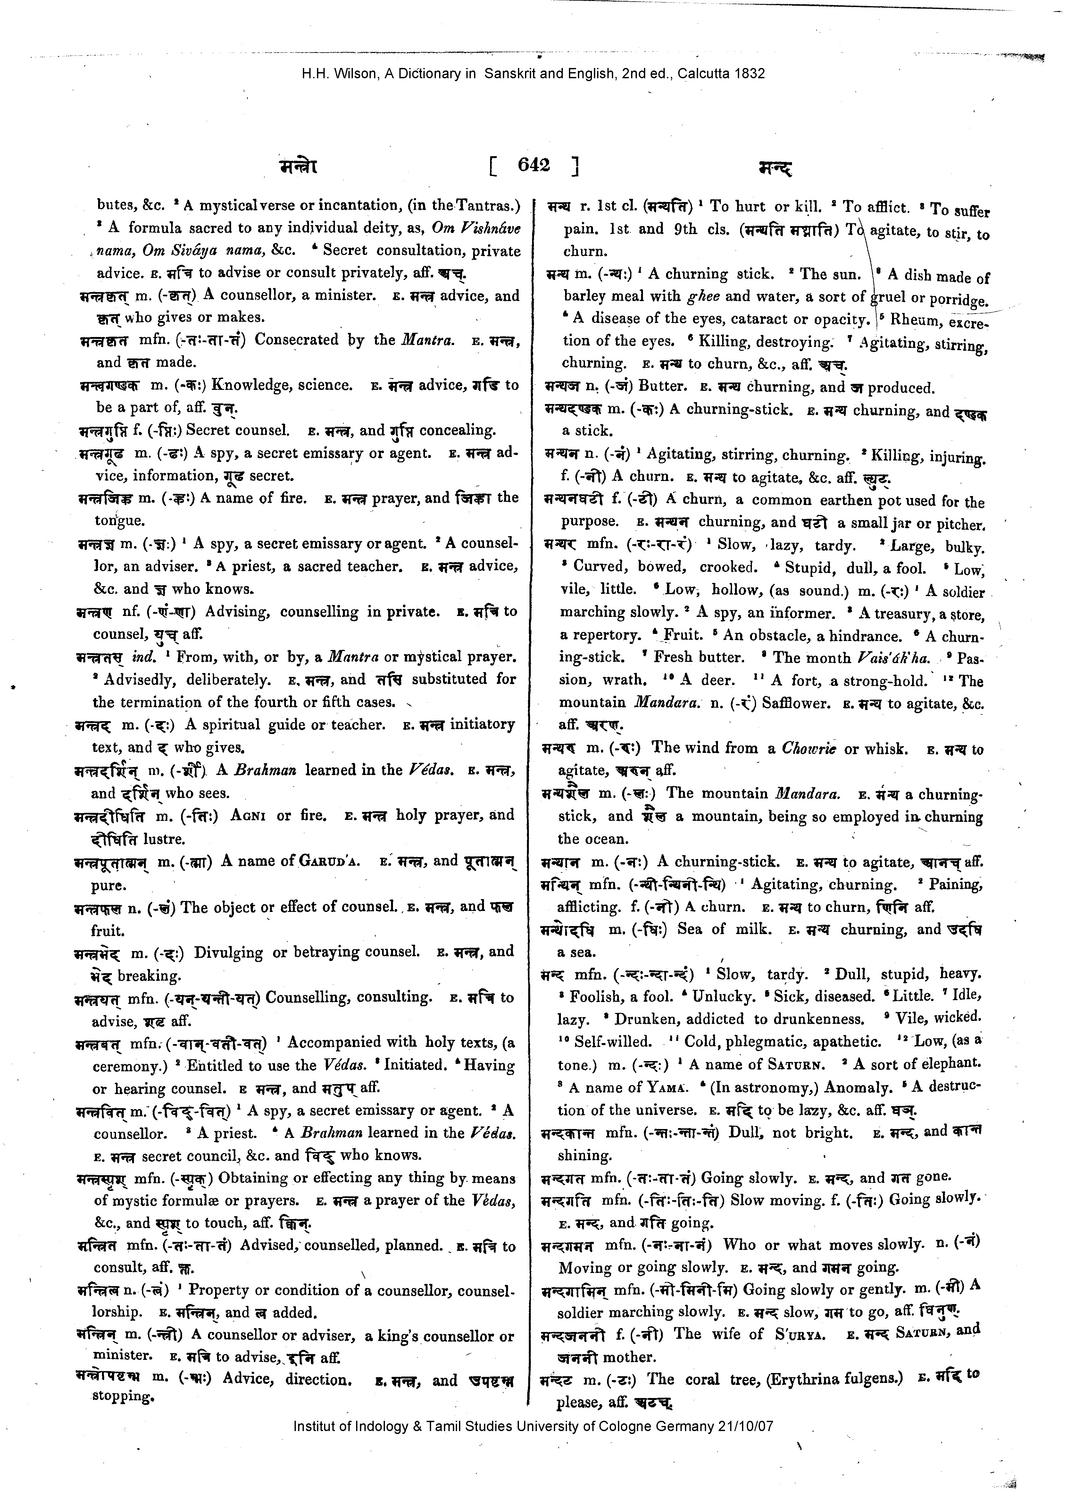 H.H. Wilson, A Dictionary in Sanskrit and English, 2nd ed., Calcutta 1832
मन्त्रो [ 642 ] मन्द
butes, &c. ² A mystical verse or incantation, (in the Tantras.)
³ A formula sacred to any individual deity, as, Om Vishnáve
nama, Om Siváya nama, &c. ⁴ Secret consultation, private
advice. E. मत्रि to advise or consult privately, aff. अच्.
मन्त्रकृत् m. (-कृत्) A counsellor, a minister. E. मन्त्र advice, and
कृत् who gives or makes.
मन्त्रकृत mfn. (-तः-ता-तं) Consecrated by the Mantra. E. मन्त्र,
and कृत made.
मन्त्रगण्डक m. (-कः) Knowledge, science. E. मन्त्र advice, गडि to
be a part of, aff. वुन्.
मन्त्रगुप्ति f. (-प्तिः) Secret counsel. E. मन्त्र, and गुप्ति concealing.
मन्त्रगूढ m. (-ढः) A spy, a secret emissary or agent. E. मन्त्र ad-
vice, information, गूढ secret.
मन्त्रजिह्व m. (-ह्वः) A name of fire. E. मन्त्र prayer, and जिह्वा the
tongue.
मन्त्रज्ञ m. (-ज्ञः) ¹ A spy, a secret emissary or agent. ² A counsel-
lor, an adviser. ³ A priest, a sacred teacher. E. मन्त्र advice,
&c. and ज्ञ who knows.
मन्त्रण nf. (-णं-णा) Advising, counselling in private. E. मत्रि to
counsel, युच् aff.
मन्त्रतस् ind. ¹ From, with, or by, a Mantra or mystical prayer.
² Advisedly, deliberately. E. मन्त्र, and तसि substituted for
the termination of the fourth or fifth cases.
मन्त्रद m. (-दः) A spiritual guide or teacher. E. मन्त्र initiatory
text, and द who gives.
मन्त्रदर्शिन् m. (-र्शी) A Brahman learned in the Védas. E. मन्त्र,
and दर्शिन् who sees.
मन्त्रदीधिति m. (-तिः) AGNI or fire. E. मन्त्र holy prayer, and
दीधिति lustre.
मन्त्रपूतात्मन् m. (-त्मा) A name of GARUD'A. E. मन्त्र, and पूतात्मन्
pure.
मन्त्रफल n. (-लं) The object or effect of counsel. E. मन्त्र, and फल
fruit.
मन्त्रभेद m. (-दः) Divulging or betraying counsel. E. मन्त्र, and
भेद breaking.
मन्त्रयत् mfn. (-यन्-यन्ती-यत्) Counselling, consulting. E. मत्रि to
advise, शतृ aff.
मन्त्रवत् mfn. (-वान्-वती-वत्) ¹ Accompanied with holy texts, (a
ceremony.) ² Entitled to use the Védas. ³ Initiated. ⁴ Having
or hearing counsel. E मन्त्र, and मतुप् aff.
मन्त्रवित् m. (-विद्-वित्) ¹ A spy, a secret emissary or agent. ² A
counsellor. ³ A priest. ⁴ A Brahman learned in the Védas.
E. मन्त्र secret council, &c. and विद् who knows.
मन्त्रस्पृश् mfn. (-स्पृक्) Obtaining or effecting any thing by means
of mystic formulæ or prayers. E. मन्त्र a prayer of the Védas,
&c., and स्पृश् to touch, aff. क्विन्.
मन्त्रित mfn. (-तः-ता-तं) Advised, counselled, planned. E. मत्रि to
consult, aff. क्त.
मन्त्रित्व n. (-त्वं) ¹ Property or condition of a counsellor, counsel-
lorship. E. मन्त्रिन्, and त्व added.
मन्त्रिन् m. (-न्त्री) A counsellor or adviser, a king's counsellor or
minister. E. मत्रि to advise, इनि aff.
मन्त्रोपष्टम्भ m. (-म्भः) Advice, direction. E. मन्त्र, and उपष्टम्भ
stopping.
मन्थ r. 1st cl. (मन्थति) ¹ To hurt or kill. ² To afflict. ³ To suffer
pain. 1st and 9th cls. (मन्थति मथ्नाति) To agitate, to stir, to
churn.
मन्थ m. (-न्थः) ¹ A churning stick. ² The sun. ³ A dish made of
barley meal with ghee and water, a sort of gruel or porridge.
⁴ A disease of the eyes, cataract or opacity. ⁵ Rheum, excre-
tion of the eyes. ⁶ Killing, destroying. ⁷ Agitating, stirring,
churning. E. मन्थ to churn, &c., aff. अच्.
मन्थज n. (-जं) Butter. E. मन्थ churning, and ज produced.
मन्थदण्डक m. (-कः) A churning-stick. E. मन्थ churning, and दण्डक
a stick.
मन्थन n. (-नं) ¹ Agitating, stirring, churning. ² Killing, injuring.
f. (-नी) A churn. E. मन्थ to agitate, &c. aff. ल्युट्.
मन्थनघटी f. (-टी) A churn, a common earthen pot used for the
purpose. E. मन्थन churning, and घटी a small jar or pitcher.
मन्थर mfn. (-रः-रा-रं) ¹ Slow, lazy, tardy. ² Large, bulky.
³ Curved, bowed, crooked. ⁴ Stupid, dull, a fool. ⁵ Low,
vile, little. ⁶ Low, hollow, (as sound.) m. (-रः) ¹ A soldier
marching slowly. ² A spy, an informer. ³ A treasury, a store,
a repertory. ⁴ Fruit. ⁵ An obstacle, a hindrance. ⁶ A churn-
ing-stick. ⁷ Fresh butter. ⁸ The month Vais'ák'ha. ⁹ Pas-
sion, wrath. ¹⁰ A deer. ¹¹ A fort, a strong-hold. ¹² The
mountain Mandara. n. (-रं) Safflower. E. मन्थ to agitate, &c.
aff. अरण्.
मन्थरु m. (-रुः) The wind from a Chowrie or whisk. E. मन्थ to
agitate, अरुन् aff.
मन्थशैल m. (-लः) The mountain Mandara. E. मन्थ a churning-
stick, and शैल a mountain, being so employed in churning
the ocean.
मन्थान m. (-नः) A churning-stick. E. मन्थ to agitate, आनच् aff.
मन्थिन् mfn. (-न्थी-न्थिनी-न्थि) ¹ Agitating, churning. ² Paining,
afflicting. f. (-नी) A churn. E. मन्थ to churn, णिनि aff.
मन्थोदधि m. (-धिः) Sea of milk. E. मन्थ churning, and उदधि
a sea.
मन्द mfn. (-न्दः-न्दा-न्दं) ¹ Slow, tardy. ² Dull, stupid, heavy.
³ Foolish, a fool. ⁴ Unlucky. ⁵ Sick, diseased. ⁶ Little. ⁷ Idle,
lazy. ⁸ Drunken, addicted to drunkenness. ⁹ Vile, wicked.
¹⁰ Self-willed. ¹¹ Cold, phlegmatic, apathetic. ¹² Low, (as a
tone.) m. (-न्दः) ¹ A name of SATURN. ² A sort of elephant.
³ A name of YAMA. ⁴ (In astronomy,) Anomaly. ⁵ A destruc-
tion of the universe. E. मदि to be lazy, &c. aff. घञ्.
मन्दकान्त mfn. (-न्तः-न्ता-न्तं) Dull, not bright. E. मन्द, and कान्त
shining.
मन्दगत mfn. (-तः-ता-तं) Going slowly. E. मन्द, and गत gone.
मन्दगति mfn. (-तिः-तिः-ति) Slow moving. f. (-तिः) Going slowly.
E. मन्द, and गति going.
मन्दगमन mfn. (-नः-ना-नं) Who or what moves slowly. n. (-नं)
Moving or going slowly. E. मन्द, and गमन going.
मन्दगामिन् mfn. (-मी-मिनी-मि) Going slowly or gently. m. (-मी) A
soldier marching slowly. E. मन्द slow, गम to go, aff. घिनुण्.
मन्दजननी f. (-नी) The wife of S'URYA. E. मन्द SATURN, and
जननी mother.
मन्दट m. (-टः) The coral tree, (Erythrina fulgens.) E. मदि to
please, aff. अटच्.
Institut of Indology & Tamil Studies University of Cologne Germany 21/10/07